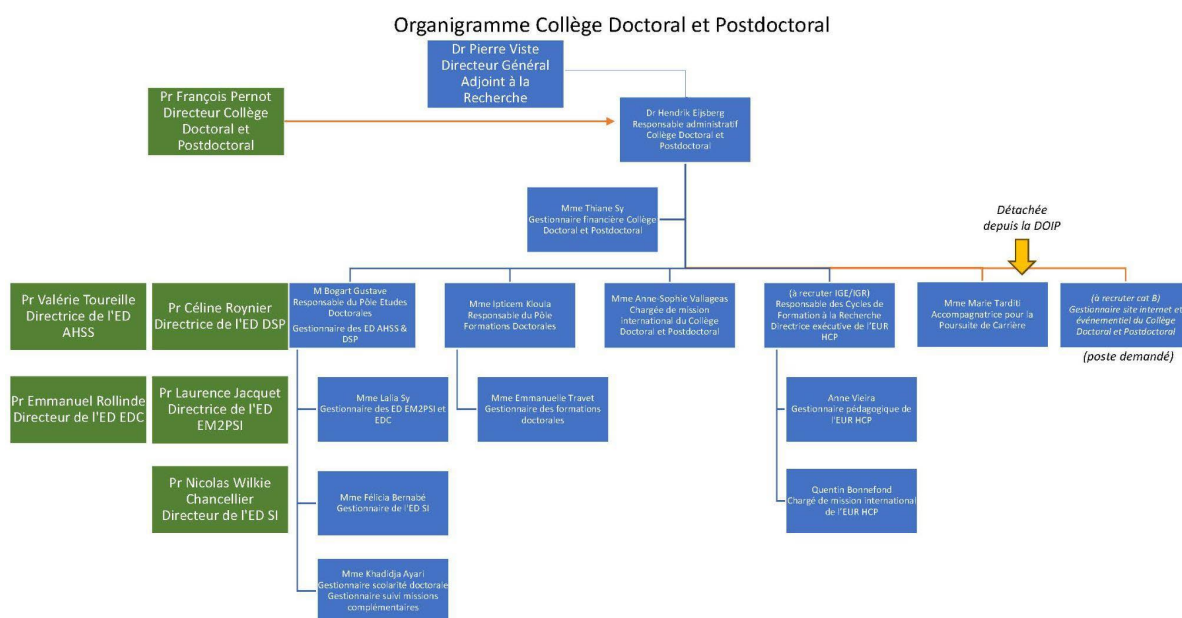 Organigramme Collège Doctoral et Postdoctoral
Dr Pierre Viste
Directeur Général
Adjoint à la
Recherche
Pr François Pernot
Directeur Collège
Doctoral et
Postdoctoral
Dr Hendrik Eijsberg
Responsable administratif
Collège Doctoral et
Postdoctoral
Mme Thiane Sy
Gestionnaire financière Collège
Doctoral et Postdoctoral
Détachée
depuis la DOIP
Pr Valérie Toureille
Directrice de l'ED
AHSS
Pr Céline Roynier
Directrice de l'ED DSP
M Bogart Gustave
Responsable du Pôle Etudes
Doctorales
Gestionnaire des ED AHSS &
DSP
Mme Ipticem Kioula
Responsable du Pôle
Formations Doctorales
Mme Anne-Sophie Vallageas
Chargée de mission
international du Collège
Doctoral et Postdoctoral
(à recruter IGE/IGR)
Responsable des Cycles de
Formation à la Recherche
Directrice exécutive de l'EUR
HCP
Mme Marie Tarditi
Accompagnatrice pour la
Poursuite de Carrière
(à recruter cat B)
Gestionnaire site internet et
événementiel du Collège
Doctoral et Postdoctoral
(poste demandé)
Pr Emmanuel Rollinde
Directeur de l'ED EDC
Pr Laurence Jacquet
Directrice de l'ED
EM2PSI
Mme Lalia Sy
Gestionnaire des ED EM2PSI et
EDC
Mme Emmanuelle Travet
Gestionnaire des formations
doctorales
Anne Vieira
Gestionnaire pédagogique de
l'EUR HCP
Pr Nicolas Wilkie
Chancellier
Directeur de l'ED SI
Mme Félicia Bernabé
Gestionnaire de l'ED SI
Quentin Bonnefond
Chargé de mission international
de l'EUR HCP
Mme Khadidja Ayari
Gestionnaire scolarité doctorale
Gestionnaire suivi missions
complémentaires